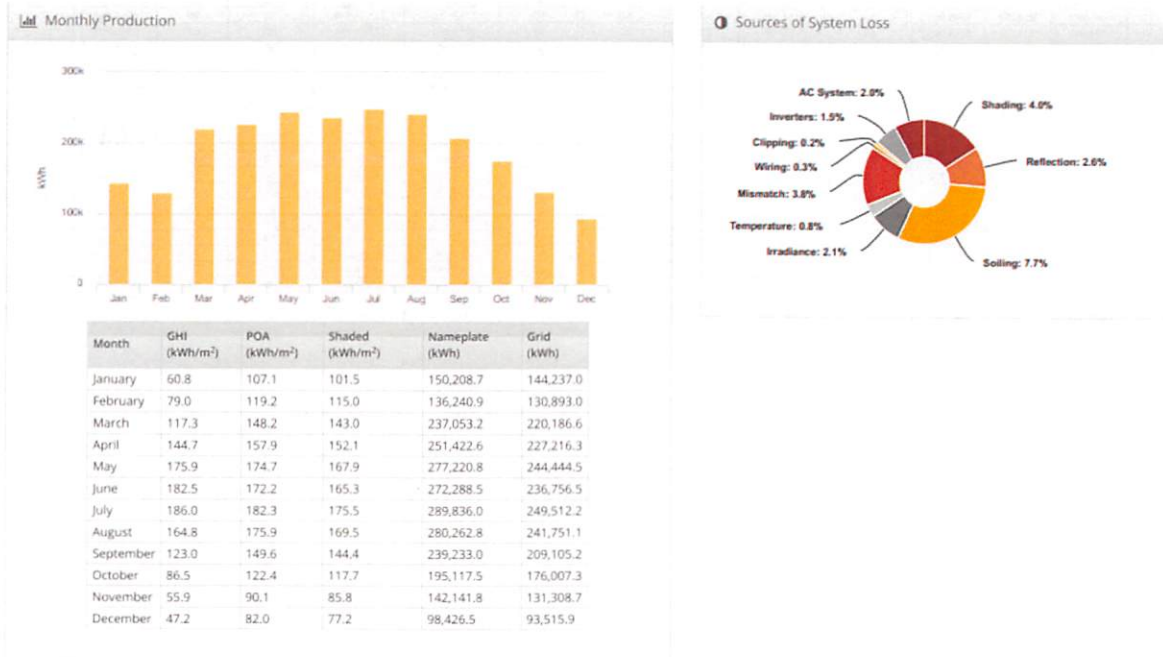 Monthly Production
300k
200k
100k
0
kWh
Jan Feb Mar Apr May Jun Jul Aug Sep Oct Nov Dec
Month GHI (kWh/m²) POA (kWh/m²) Shaded (kWh/m²) Nameplate (kWh) Grid (kWh)
January 60.8 107.1 101.5 150,208.7 144,237.0
February 79.0 119.2 115.0 136,240.9 130,893.0
March 117.3 148.2 143.0 237,053.2 220,186.6
April 144.7 157.9 152.1 251,422.6 227,216.3
May 175.9 174.7 167.9 277,220.8 244,444.5
June 182.5 172.2 165.3 272,288.5 236,756.5
July 186.0 182.3 175.5 289,836.0 249,512.2
August 164.8 175.9 169.5 280,262.8 241,751.1
September 123.0 149.6 144.4 239,233.0 209,105.2
October 86.5 122.4 117.7 195,117.5 176,007.3
November 55.9 90.1 85.8 142,141.8 131,308.7
December 47.2 82.0 77.2 98,426.5 93,515.9
Sources of System Loss
AC System: 2.0%
Shading: 4.0%
Inverters: 1.9%
Clipping: 0.2%
Reflection: 2.6%
Wiring: 0.3%
Mismatch: 3.8%
Temperature: 0.8%
Irradiance: 2.1%
Soiling: 7.7%